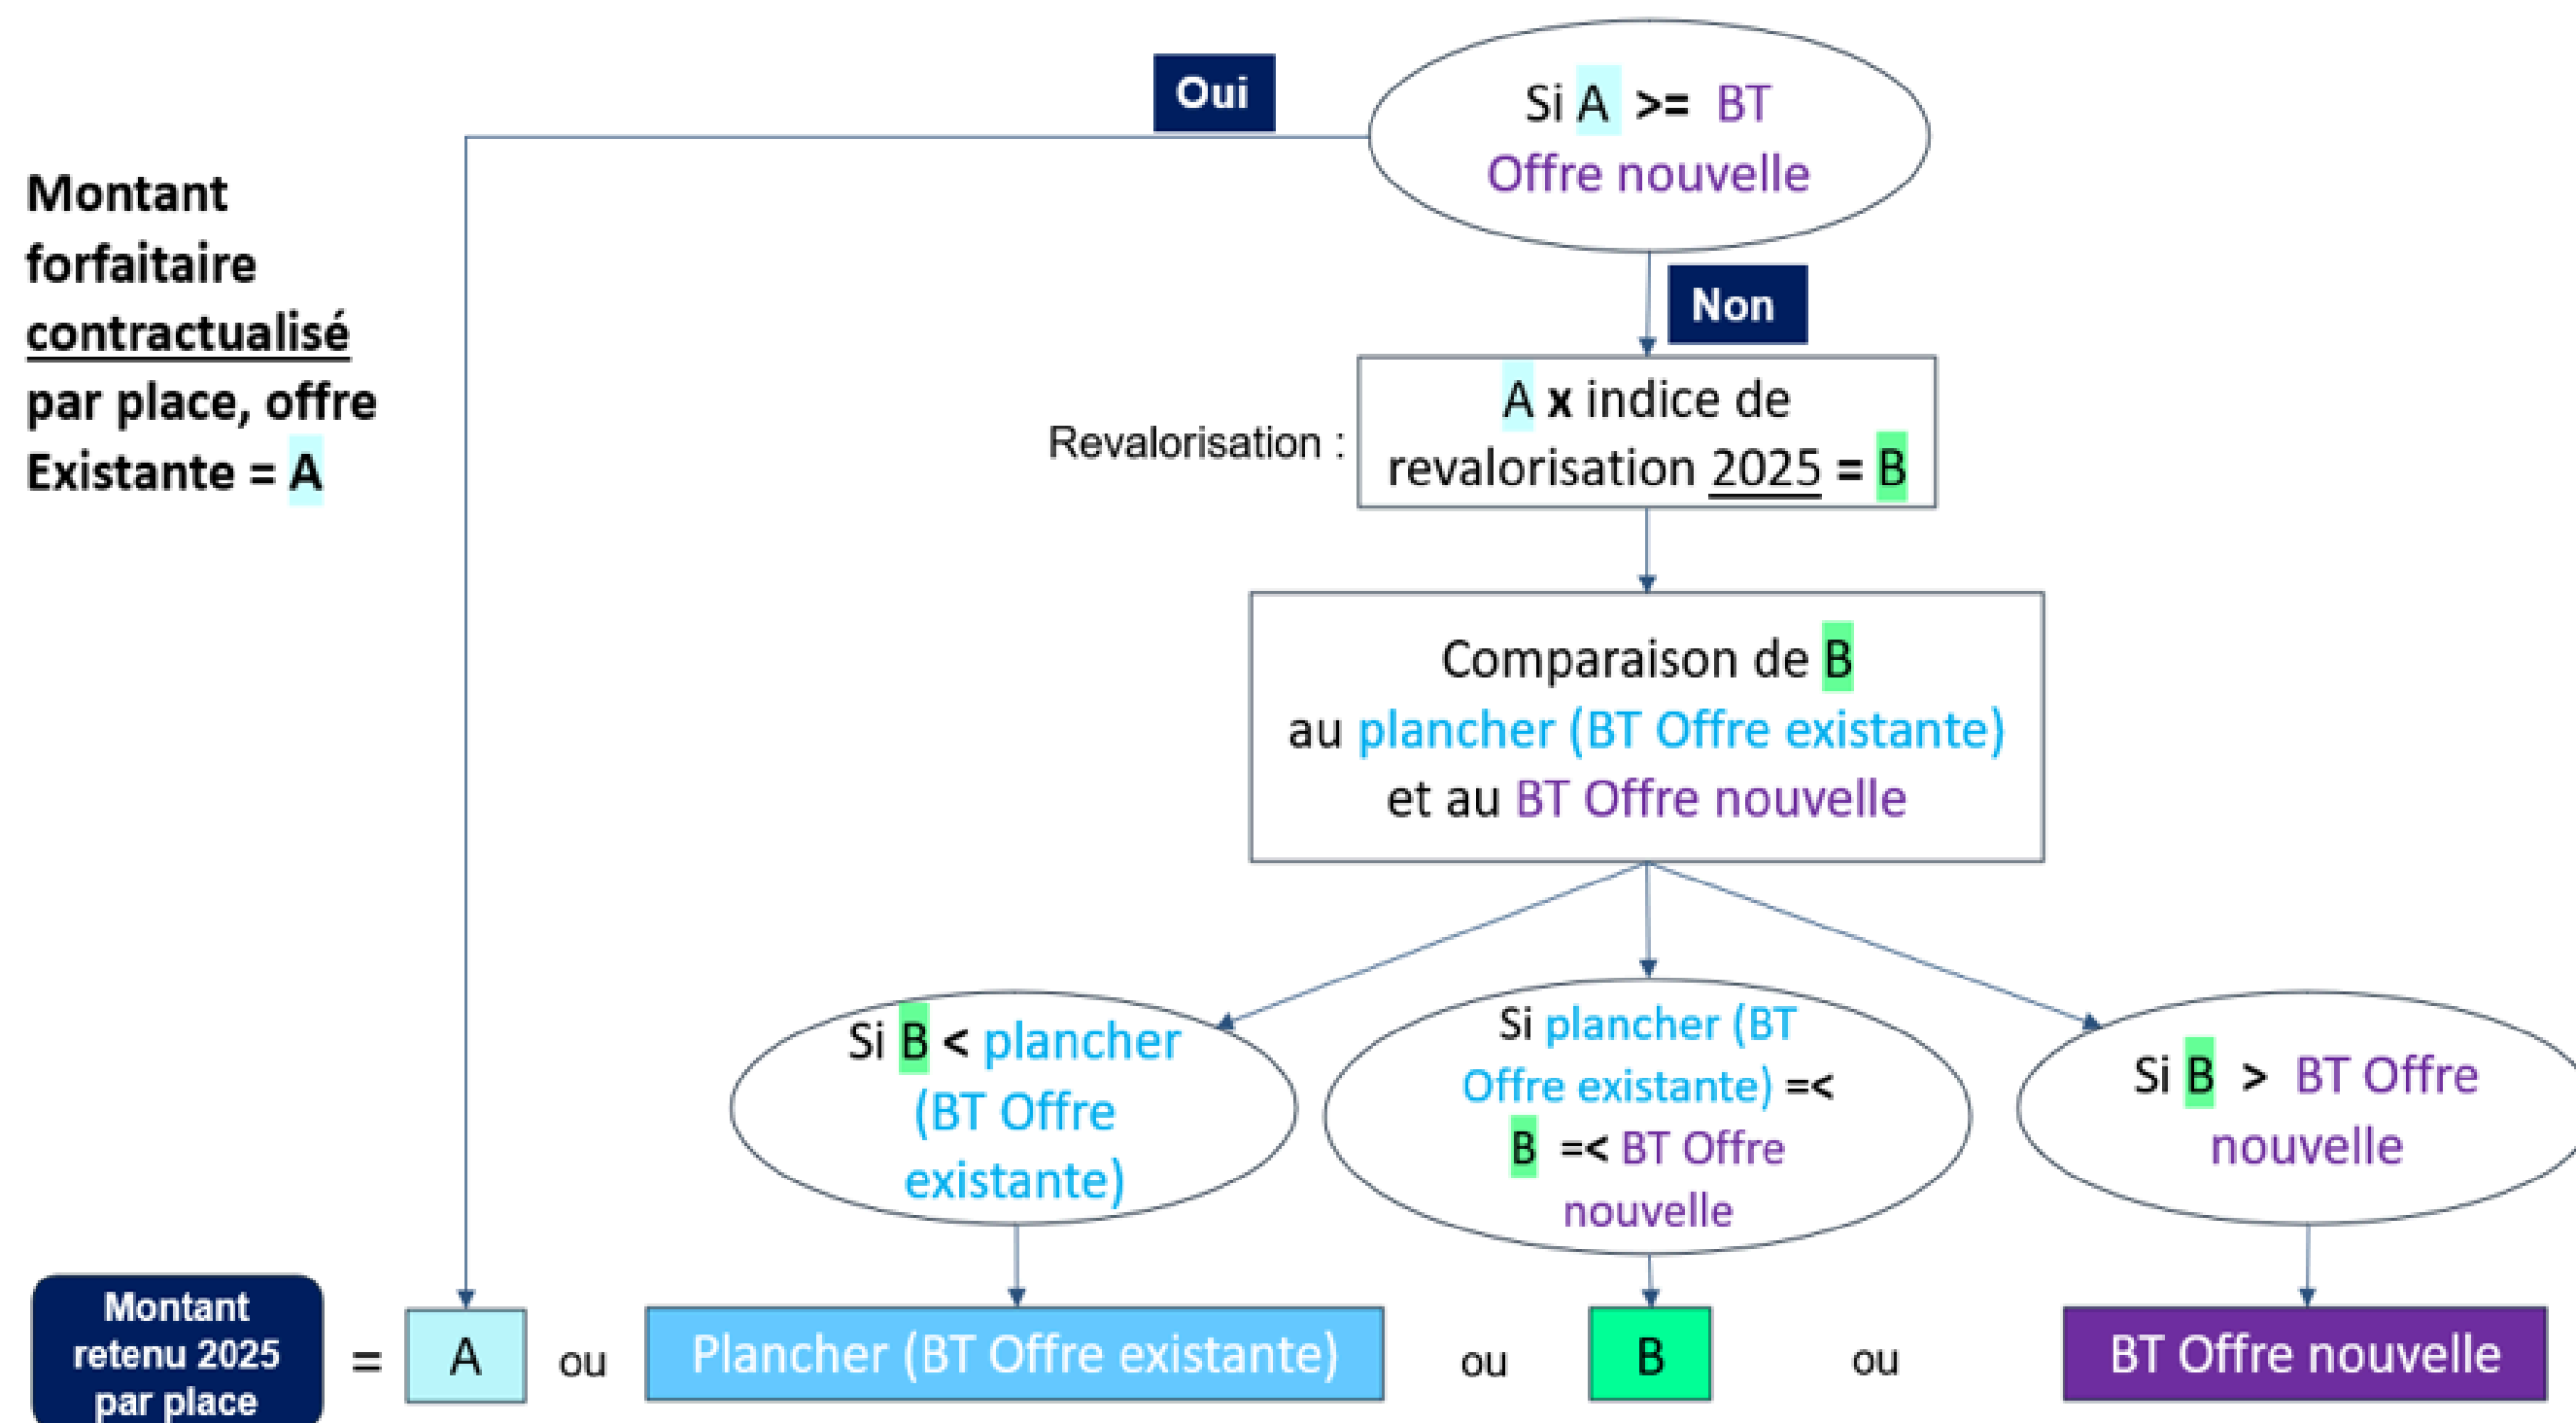 Oui
Si A >= BT
Offre nouvelle
Montant
forfaitaire
contractualisé
par place, offre
Existante = A
Non
Revalorisation :
A x indice de
revalorisation 2025 = B
Comparaison de B
au plancher (BT Offre existante)
et au BT Offre nouvelle
Si B < plancher
(BT Offre
existante)
Si plancher (BT
Offre existante) =<
B =< BT Offre
nouvelle
Si B > BT Offre
nouvelle
Montant
retenu 2025
par place
= A ou Plancher (BT Offre existante) ou B ou BT Offre nouvelle